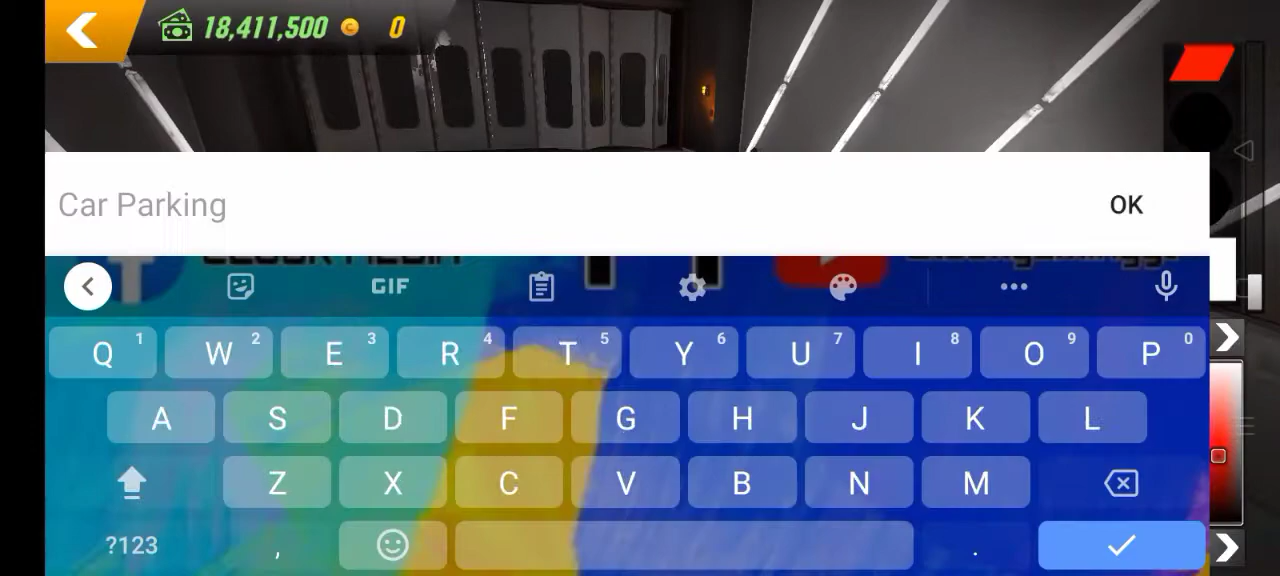 18,411,500 0
Car Parking OK
GIF
Q 1 W 2 E 3 R 4 T 5 Y 6 U 7 I 8 O 9 P 0
A S D F G H J K L
Z X C V B N M
?123 , .